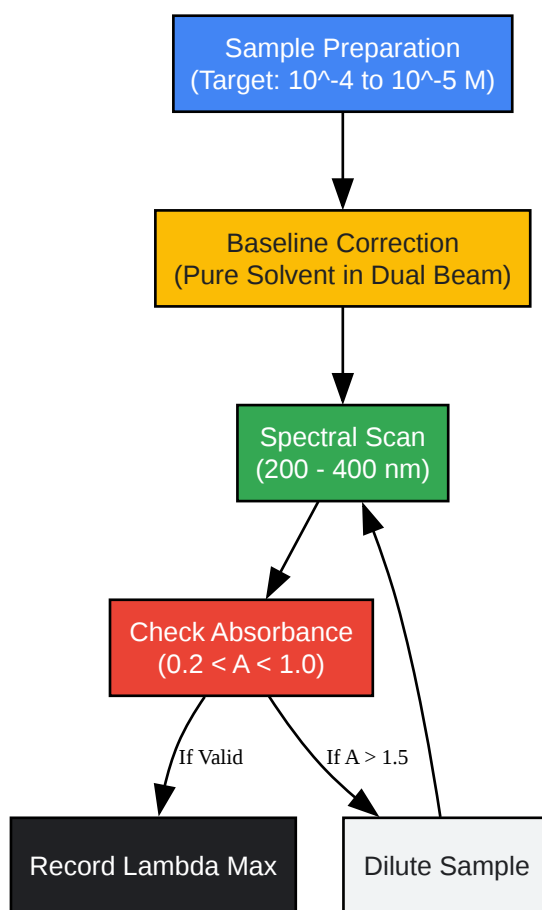 Sample Preparation
(Target: 10^-4 to 10^-5 M)
Baseline Correction
(Pure Solvent in Dual Beam)
Spectral Scan
(200 - 400 nm)
Check Absorbance
(0.2 < A < 1.0)
If Valid
If A > 1.5
Record Lambda Max
Dilute Sample